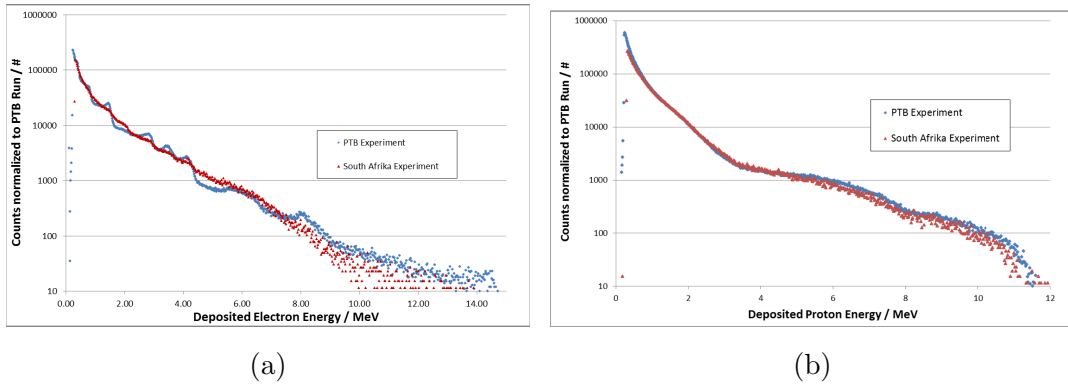 Counts normalized to PTB Run / #
1000000
100000
10000
1000
100
10
PTB Experiment
South Afrika Experiment
0.00 2.00 4.00 6.00 8.00 10.00 12.00 14.00
Deposited Electron Energy / MeV
(a)
Counts normalized to PTB Run / #
1000000
100000
10000
1000
100
10
PTB Experiment
South Afrika Experiment
0 2 4 6 8 10 12
Deposited Proton Energy / MeV
(b)